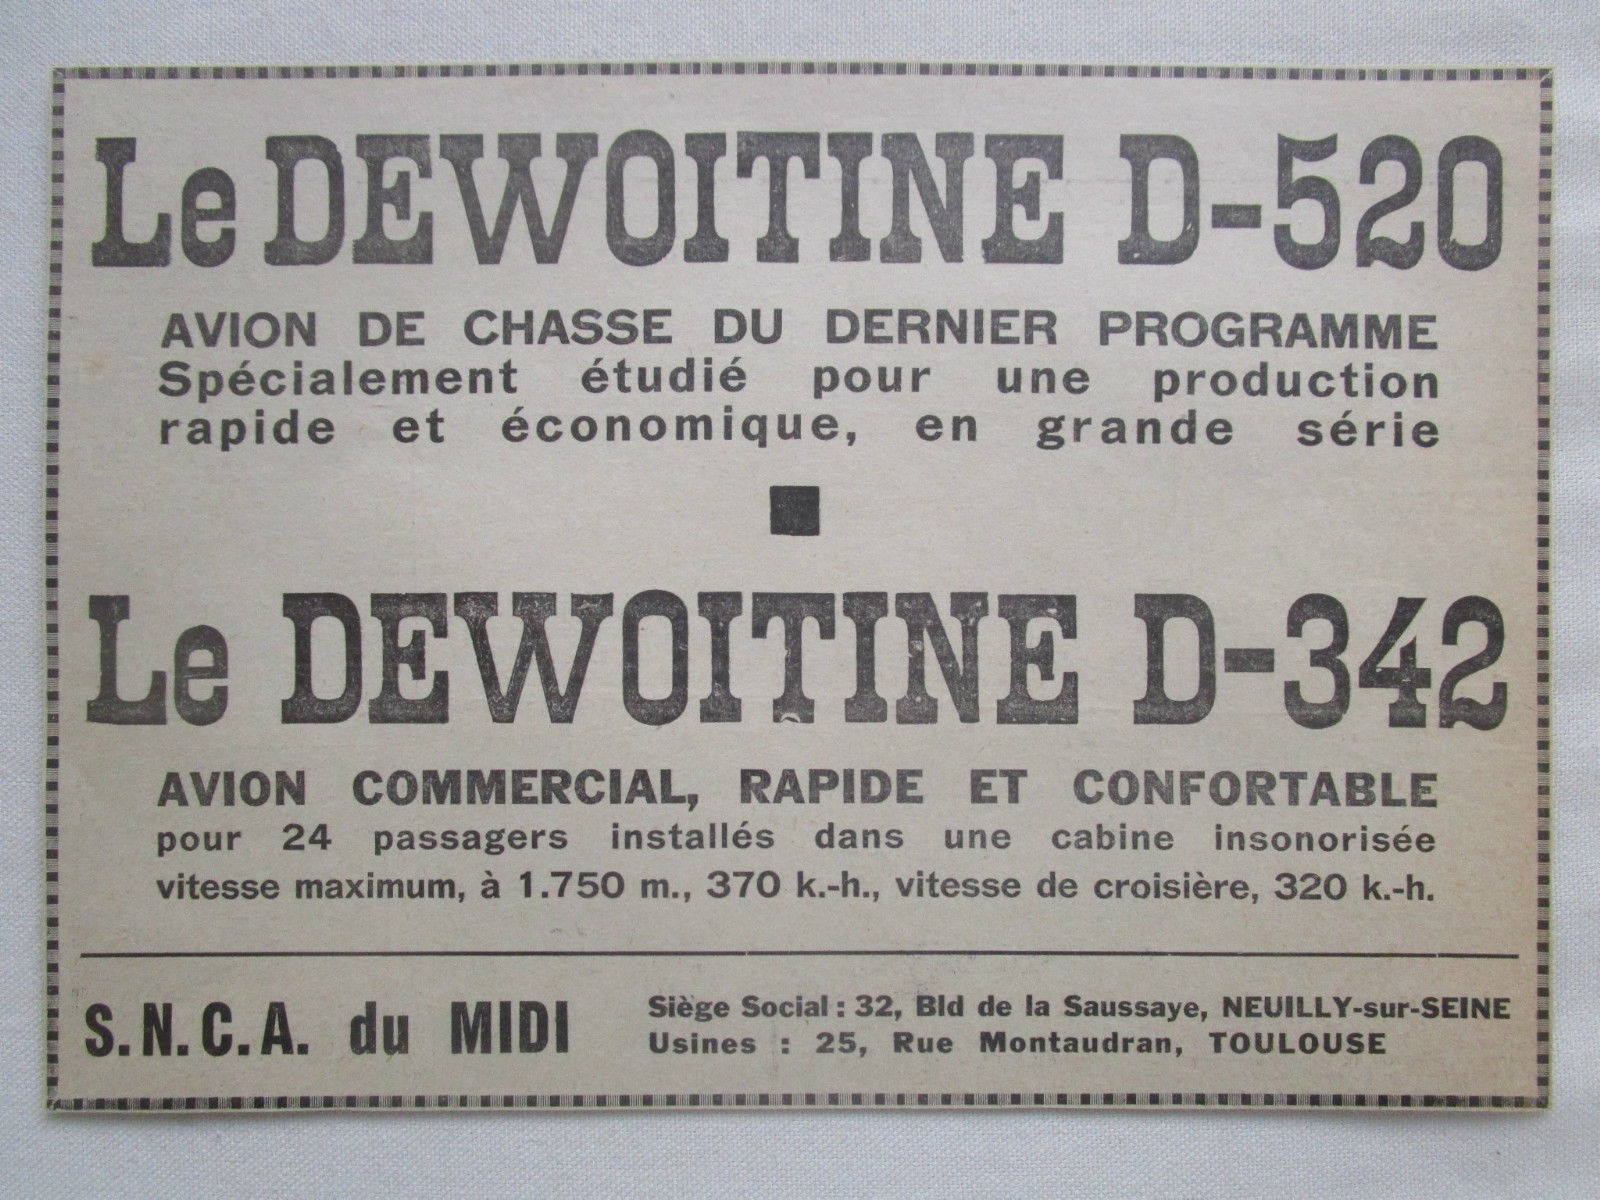 Le DEWOITINE D-520
AVION DE CHASSE DU DERNIER PROGRAMME
Spécialement étudié pour une production
rapide et économique, en grande série
Le DEWOITINE D-342
AVION COMMERCIAL, RAPIDE ET CONFORTABLE
pour 24 passagers installés dans une cabine insonorisée
vitesse maximum, à 1.750 m., 370 k.-h., vitesse de croisière, 320 k.-h.
S.N.C.A. du MIDI
Siège Social : 32, Bld de la Saussaye, NEUILLY-sur-SEINE
Usines : 25, Rue Montaudran, TOULOUSE